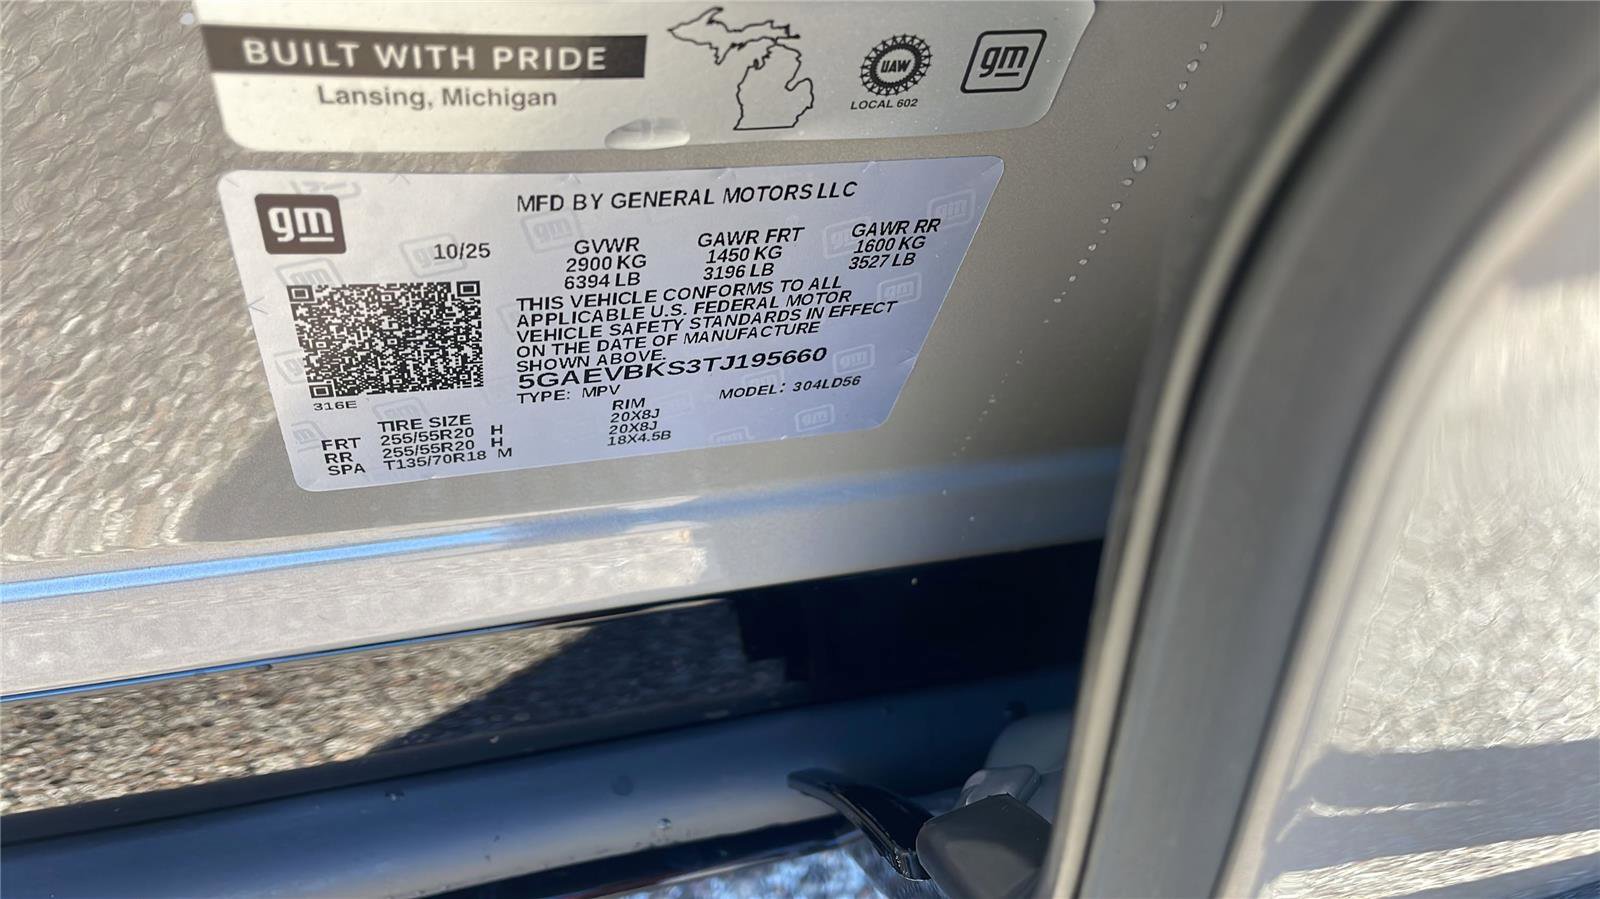 BUILT WITH PRIDE
Lansing, Michigan
UAW
LOCAL 602
gm
gm
MFD BY GENERAL MOTORS LLC
10/25
GVWR GAWR FRT GAWR RR
2900 KG 1450 KG 1600 KG
6394 LB 3196 LB 3527 LB
THIS VEHICLE CONFORMS TO ALL
APPLICABLE U.S. FEDERAL MOTOR
VEHICLE SAFETY STANDARDS IN EFFECT
ON THE DATE OF MANUFACTURE
SHOWN ABOVE.
5GAEVBKS3TJ195660
TYPE: MPV MODEL: 304LD56
316E
TIRE SIZE RIM
FRT 255/55R20 H 20X8J
RR 255/55R20 H 20X8J
SPA T135/70R18 M 18X4.5B